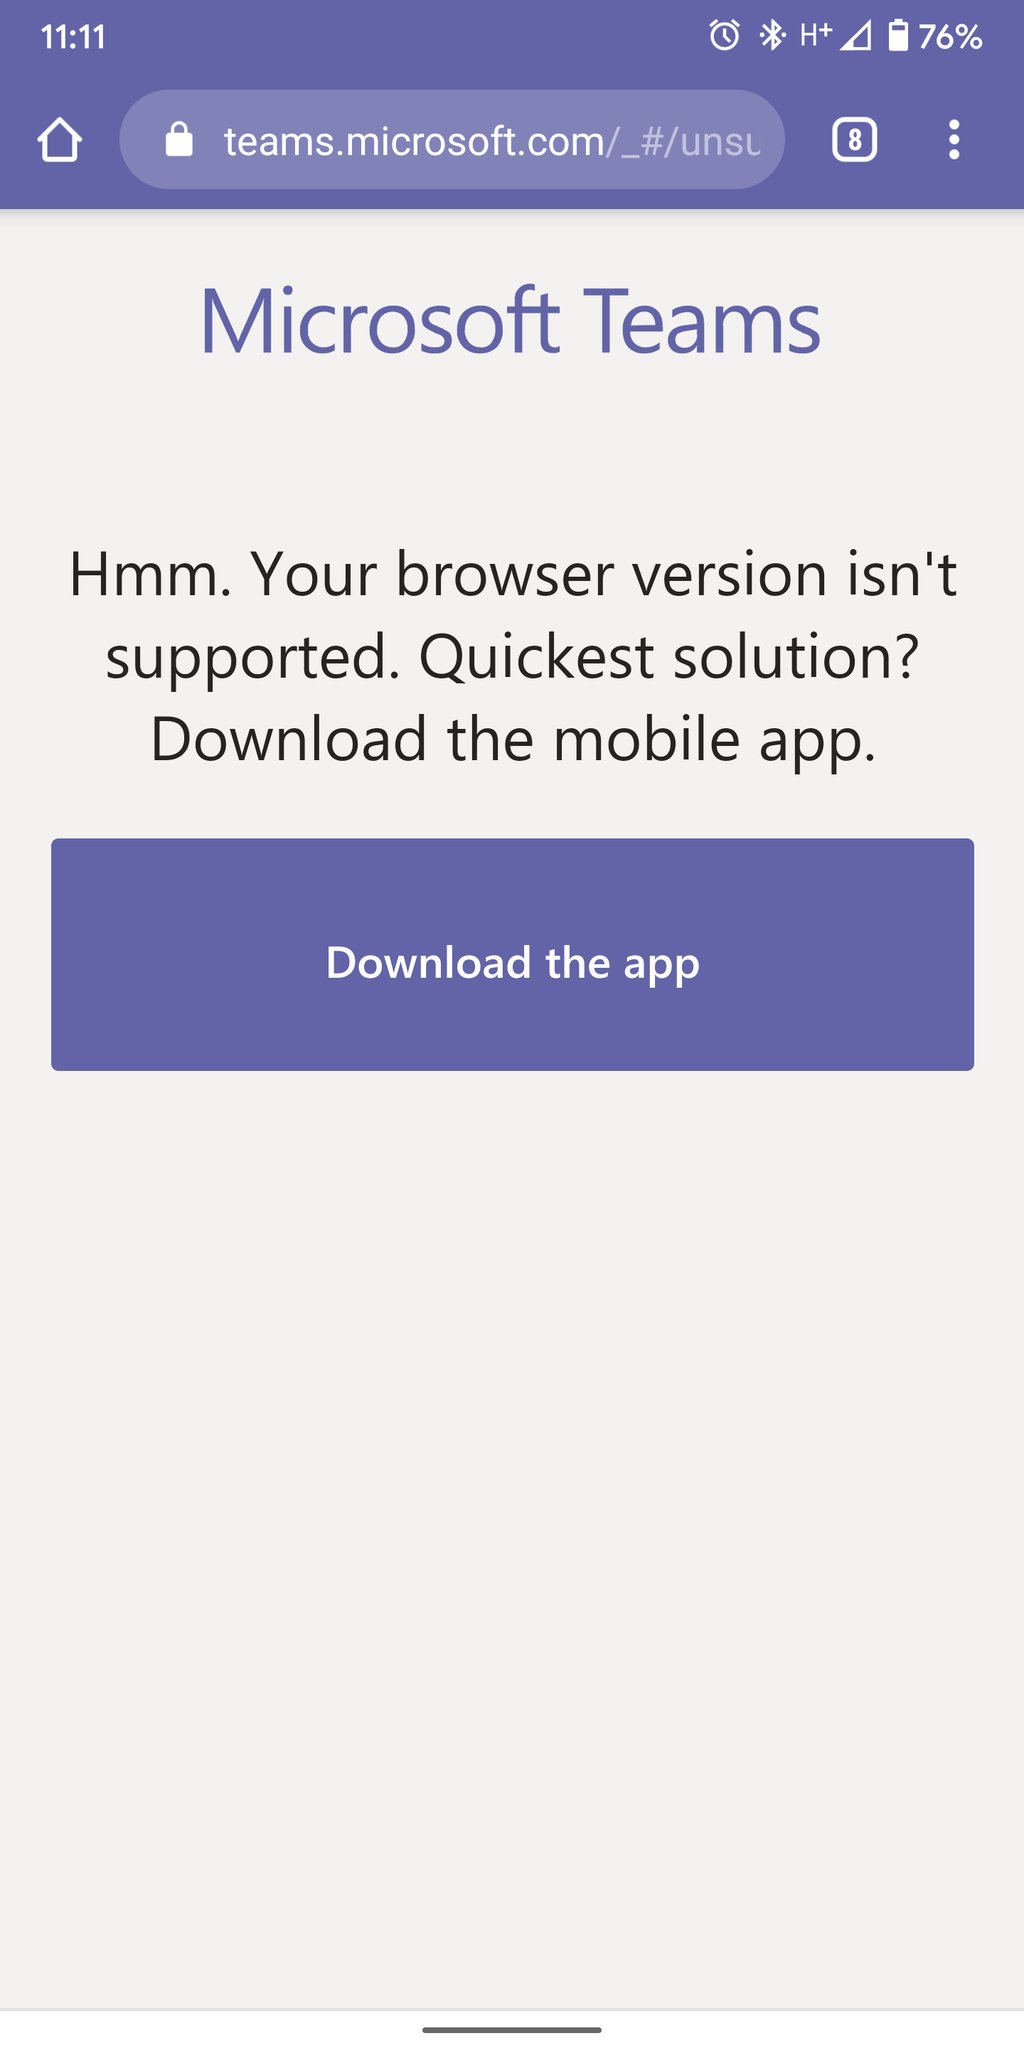 11:11 H+ 76%
teams.microsoft.com/_#/unsu 8
Microsoft Teams
Hmm. Your browser version isn't
supported. Quickest solution?
Download the mobile app.
Download the app